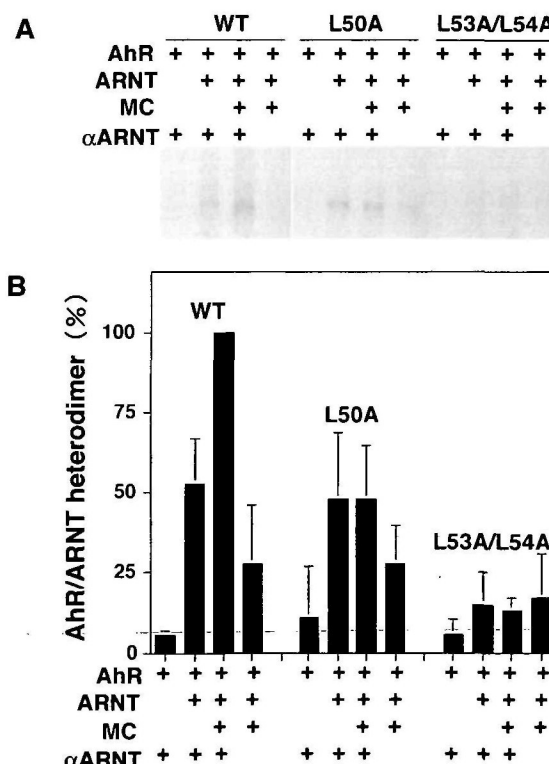 A
WT L50A L53A/L54A
AhR + + + + + + + + + + + +
ARNT + + + + + + + + +
MC + + + + + +
αARNT + + + + + + + + +
B
AhR/ARNT heterodimer (%)
100
75
50
25
0
WT
L50A
L53A/L54A
AhR + + + + + + + + + + + +
ARNT + + + + + + + + +
MC + + + + + +
αARNT + + + + + + + + +